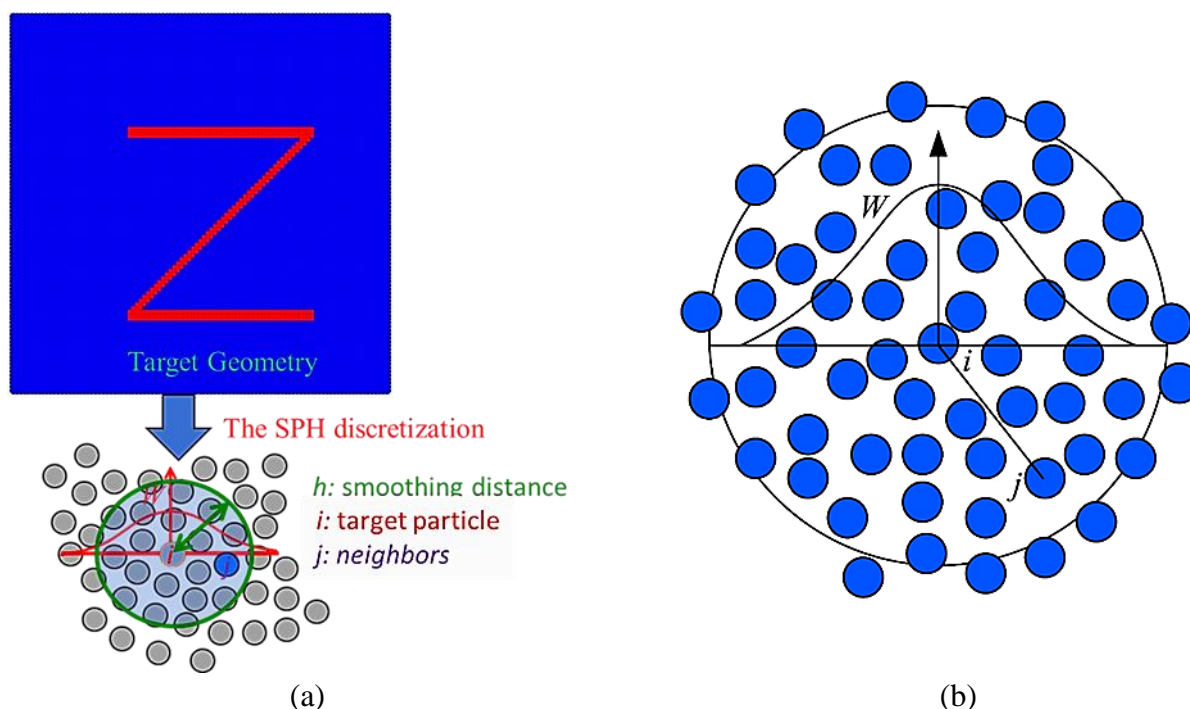 Target Geometry
The SPH discretization
W
h: smoothing distance
i: target particle
j: neighbors
i
j
(a)
W
i
j
(b)